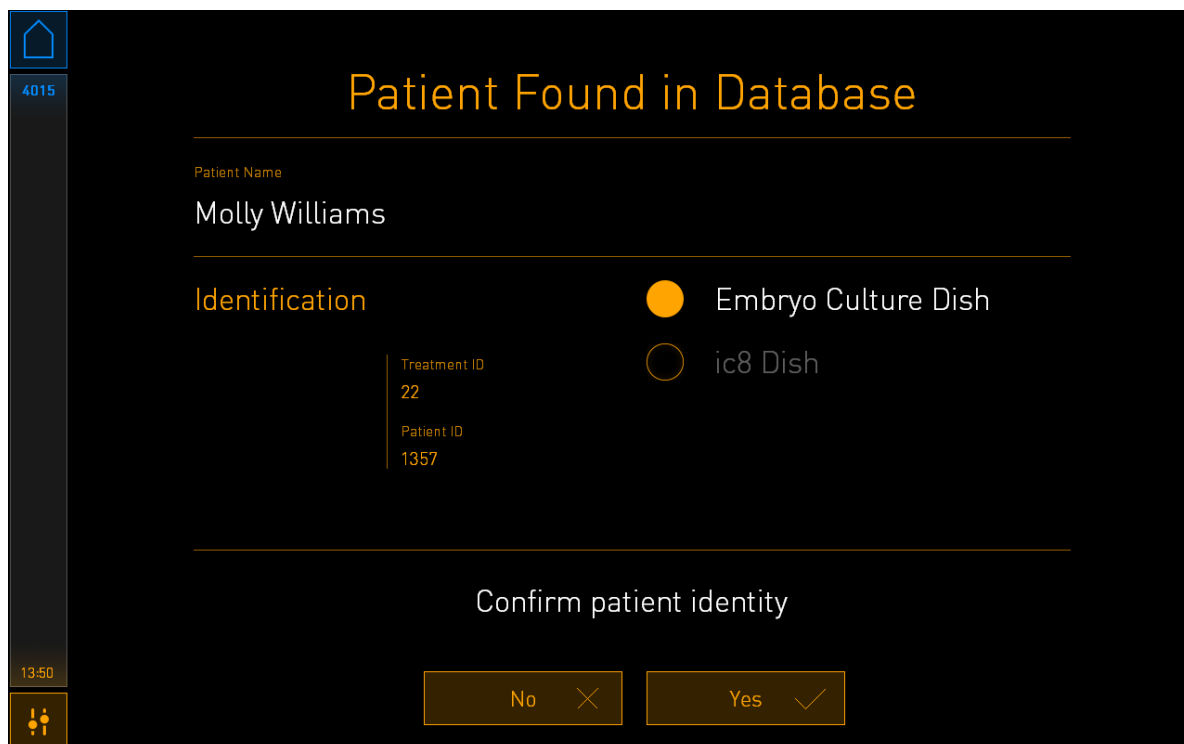 4015
Patient Found in Database
Patient Name
Molly Williams
Identification
Embryo Culture Dish
ic8 Dish
Treatment ID
22
Patient ID
1357
Confirm patient identity
13:50
No
Yes